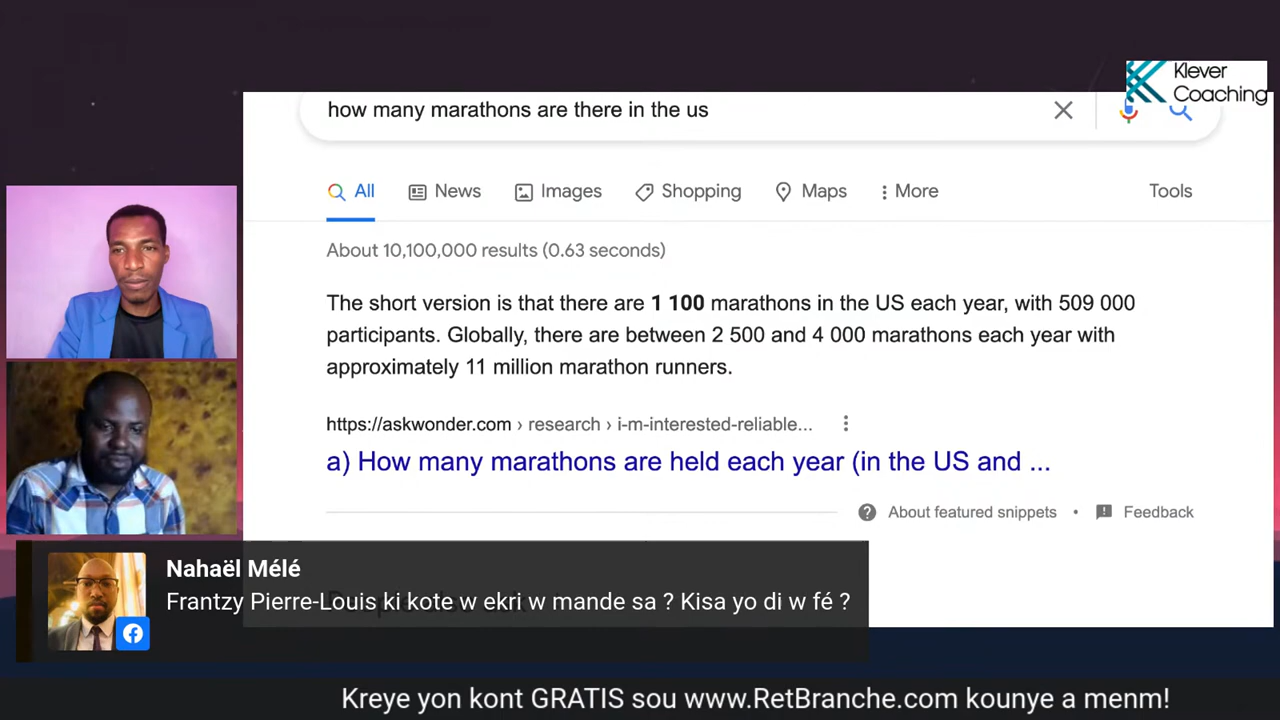 Klever
Coaching
how many marathons are there in the us
All
News
Images
Shopping
Maps
More
Tools
About 10,100,000 results (0.63 seconds)
The short version is that there are 1 100 marathons in the US each year, with 509 000
participants. Globally, there are between 2 500 and 4 000 marathons each year with
approximately 11 million marathon runners.
https://askwonder.com › research › i-m-interested-reliable...
a) How many marathons are held each year (in the US and ...
About featured snippets • Feedback
Nahaël Mélé
Frantzy Pierre-Louis ki kote w ekri w mande sa ? Kisa yo di w fé ?
Kreye yon kont GRATIS sou www.RetBranche.com kounye a menm!